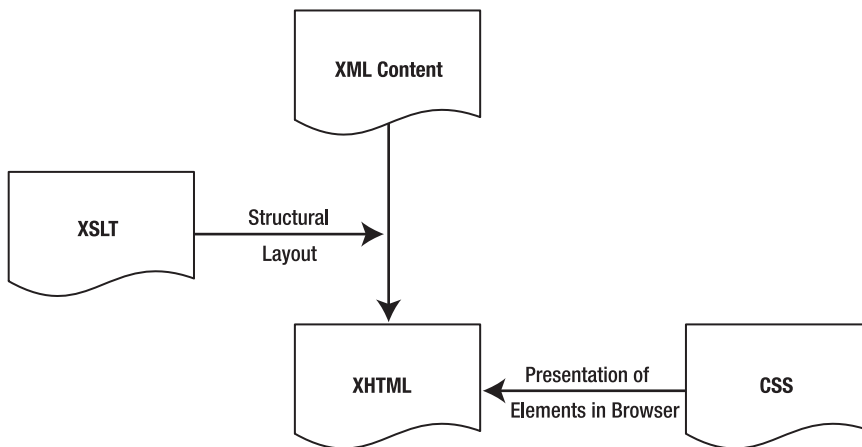 XML Content
XSLT
Structural
Layout
XHTML
Presentation of
Elements in Browser
CSS